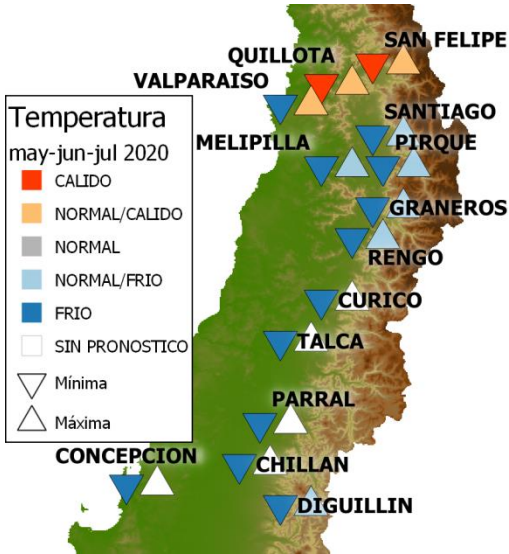 SAN FELIPE
QUILLOTA
VALPARAISO
Temperatura
may-jun-jul 2020
CALIDO
NORMAL/CALIDO
NORMAL
NORMAL/FRIO
FRIO
SIN PRONOSTICO
Mínima
Máxima
SANTIAGO
MELIPILLA
PIRQUE
GRANEROS
RENGO
CURICO
TALCA
PARRAL
CONCEPCION
CHILLAN
DIGUILLIN